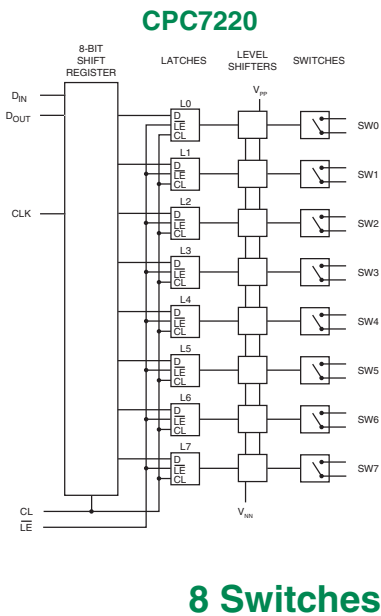 CPC7220
8-BIT
SHIFT
REGISTER
LATCHES
LEVEL
SHIFTERS
SWITCHES
DIN
DOUT
CLK
CL
LE
VPP
VNN
L0
D
LE
CL
SW0
L1
D
LE
CL
SW1
L2
D
LE
CL
SW2
L3
D
LE
CL
SW3
L4
D
LE
CL
SW4
L5
D
LE
CL
SW5
L6
D
LE
CL
SW6
L7
D
LE
CL
SW7
8 Switches